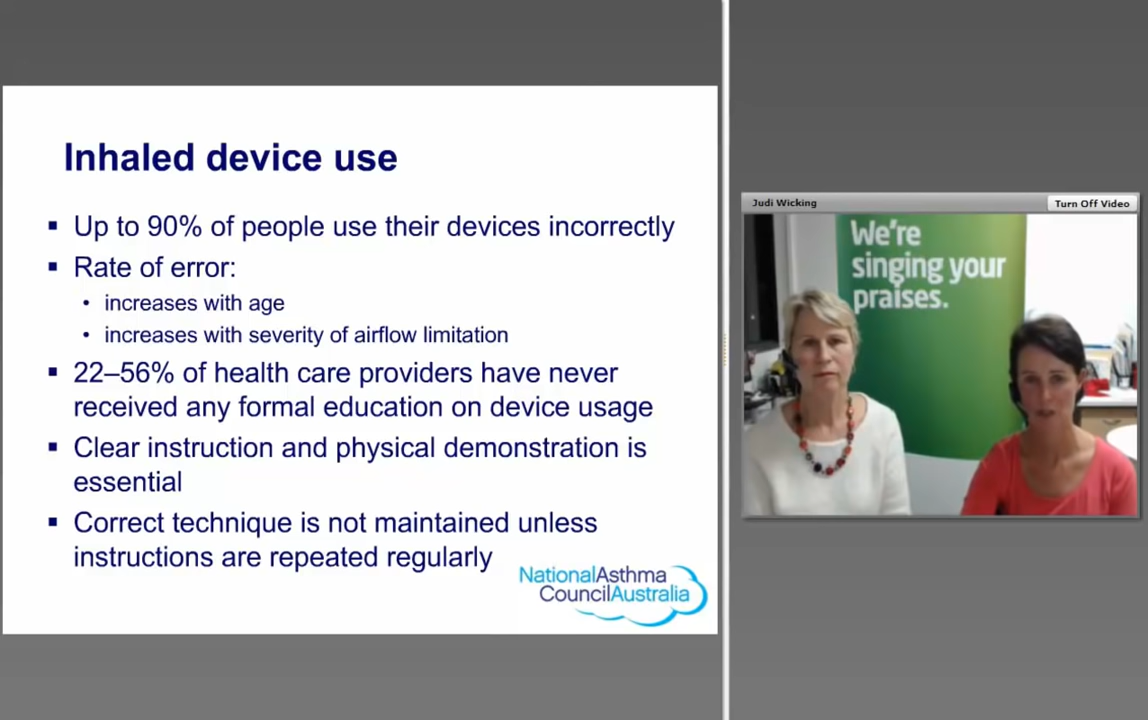 Inhaled device use
▪ Up to 90% of people use their devices incorrectly
▪ Rate of error:
• increases with age
• increases with severity of airflow limitation
▪ 22–56% of health care providers have never
received any formal education on device usage
▪ Clear instruction and physical demonstration is
essential
▪ Correct technique is not maintained unless
instructions are repeated regularly
NationalAsthma
CouncilAustralia
Judi Wicking
Turn Off Video
We're
singing your
praises.